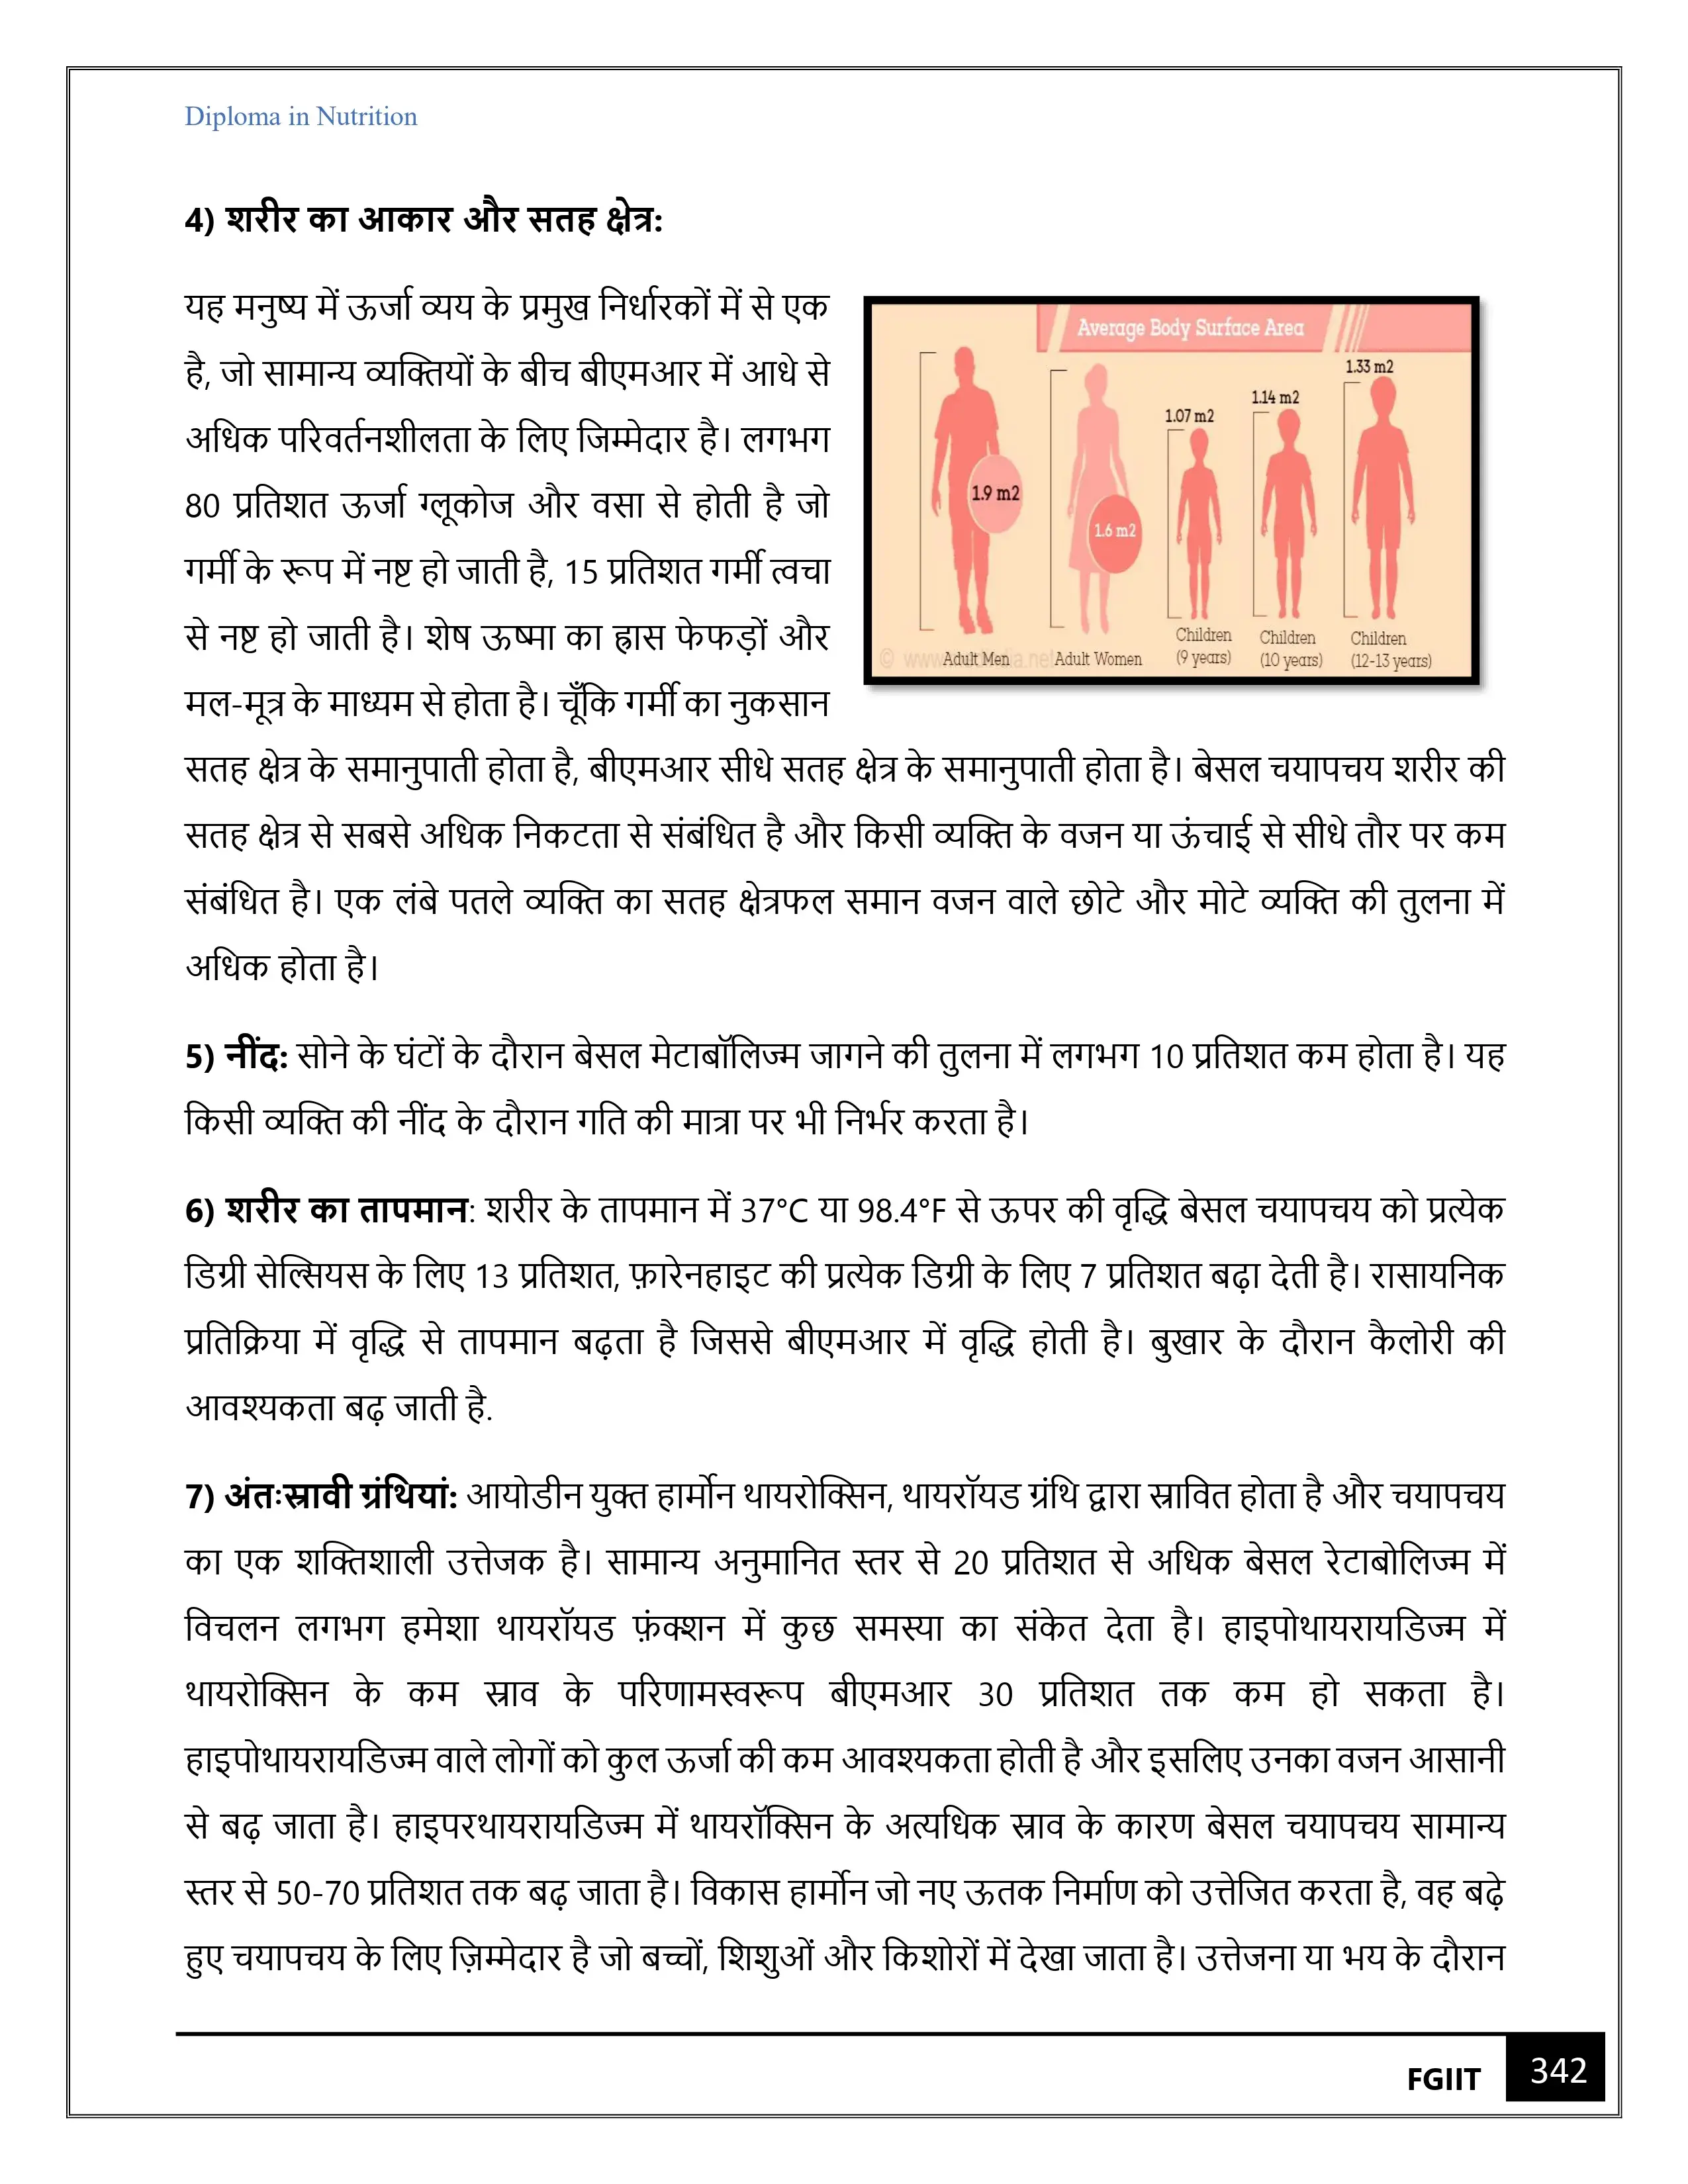 Diploma in Nutrition
4) शरीर का आकार और सतह क्षेत्र:
यह मनुष्य में ऊर्जा व्यय के प्रमुख निर्धारकों में से एक
है, जो सामान्य व्यक्तियों के बीच बीएमआर में आधे से
अधिक परिवर्तनशीलता के लिए जिम्मेदार है। लगभग
80 प्रतिशत ऊर्जा ग्लूकोज और वसा से होती है जो
गर्मी के रूप में नष्ट हो जाती है, 15 प्रतिशत गर्मी त्वचा
से नष्ट हो जाती है। शेष ऊष्मा का ह्रास फेफड़ों और
मल-मूत्र के माध्यम से होता है। चूँकि गर्मी का नुकसान
Average Body Surface Area
1.33 m2
1.14 m2
1.07 m2
1.9 m2
1.6 m2
Adult Men
Adult Women
Children
(9 years)
Children
(10 years)
Children
(12-13 years)
सतह क्षेत्र के समानुपाती होता है, बीएमआर सीधे सतह क्षेत्र के समानुपाती होता है। बेसल चयापचय शरीर की
सतह क्षेत्र से सबसे अधिक निकटता से संबंधित है और किसी व्यक्ति के वजन या ऊंचाई से सीधे तौर पर कम
संबंधित है। एक लंबे पतले व्यक्ति का सतह क्षेत्रफल समान वजन वाले छोटे और मोटे व्यक्ति की तुलना में
अधिक होता है।
5) नींद: सोने के घंटों के दौरान बेसल मेटाबॉलिज्म जागने की तुलना में लगभग 10 प्रतिशत कम होता है। यह
किसी व्यक्ति की नींद के दौरान गति की मात्रा पर भी निर्भर करता है।
6) शरीर का तापमान: शरीर के तापमान में 37°C या 98.4°F से ऊपर की वृद्धि बेसल चयापचय को प्रत्येक
डिग्री सेल्सियस के लिए 13 प्रतिशत, फ़ारेनहाइट की प्रत्येक डिग्री के लिए 7 प्रतिशत बढ़ा देती है। रासायनिक
प्रतिक्रिया में वृद्धि से तापमान बढ़ता है जिससे बीएमआर में वृद्धि होती है। बुखार के दौरान कैलोरी की
आवश्यकता बढ़ जाती है.
7) अंतःस्रावी ग्रंथियां: आयोडीन युक्त हार्मोन थायरोक्सिन, थायरॉयड ग्रंथि द्वारा स्रावित होता है और चयापचय
का एक शक्तिशाली उत्तेजक है। सामान्य अनुमानित स्तर से 20 प्रतिशत से अधिक बेसल रेटाबोलिज्म में
विचलन लगभग हमेशा थायरॉयड फ़ंक्शन में कुछ समस्या का संकेत देता है। हाइपोथायरायडिज्म में
थायरोक्सिन के कम स्राव के परिणामस्वरूप बीएमआर 30 प्रतिशत तक कम हो सकता है।
हाइपोथायरायडिज्म वाले लोगों को कुल ऊर्जा की कम आवश्यकता होती है और इसलिए उनका वजन आसानी
से बढ़ जाता है। हाइपरथायरायडिज्म में थायरॉक्सिन के अत्यधिक स्राव के कारण बेसल चयापचय सामान्य
स्तर से 50-70 प्रतिशत तक बढ़ जाता है। विकास हार्मोन जो नए ऊतक निर्माण को उत्तेजित करता है, वह बढ़े
हुए चयापचय के लिए ज़िम्मेदार है जो बच्चों, शिशुओं और किशोरों में देखा जाता है। उत्तेजना या भय के दौरान
FGIIT
342